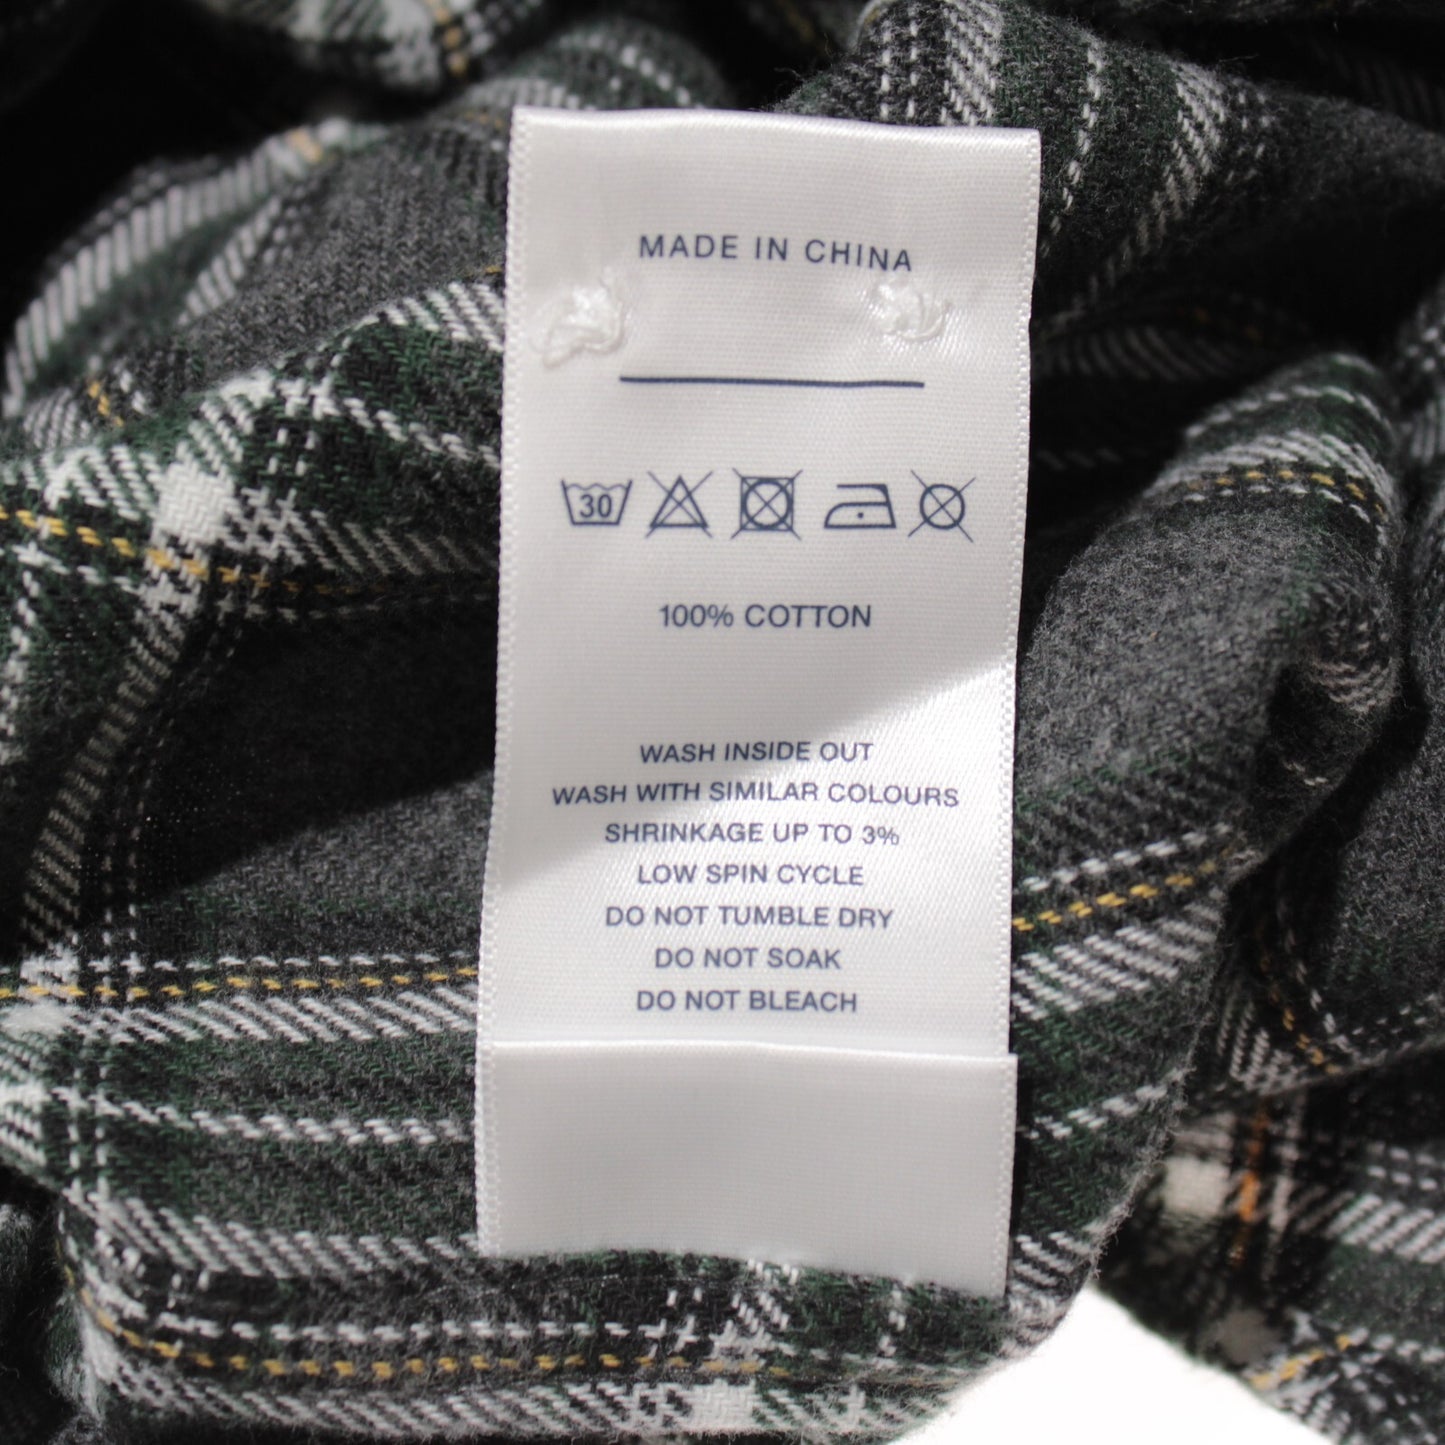 MADE IN CHINA
30
100% COTTON
WASH INSIDE OUT
WASH WITH SIMILAR COLOURS
SHRINKAGE UP TO 3%
LOW SPIN CYCLE
DO NOT TUMBLE DRY
DO NOT SOAK
DO NOT BLEACH